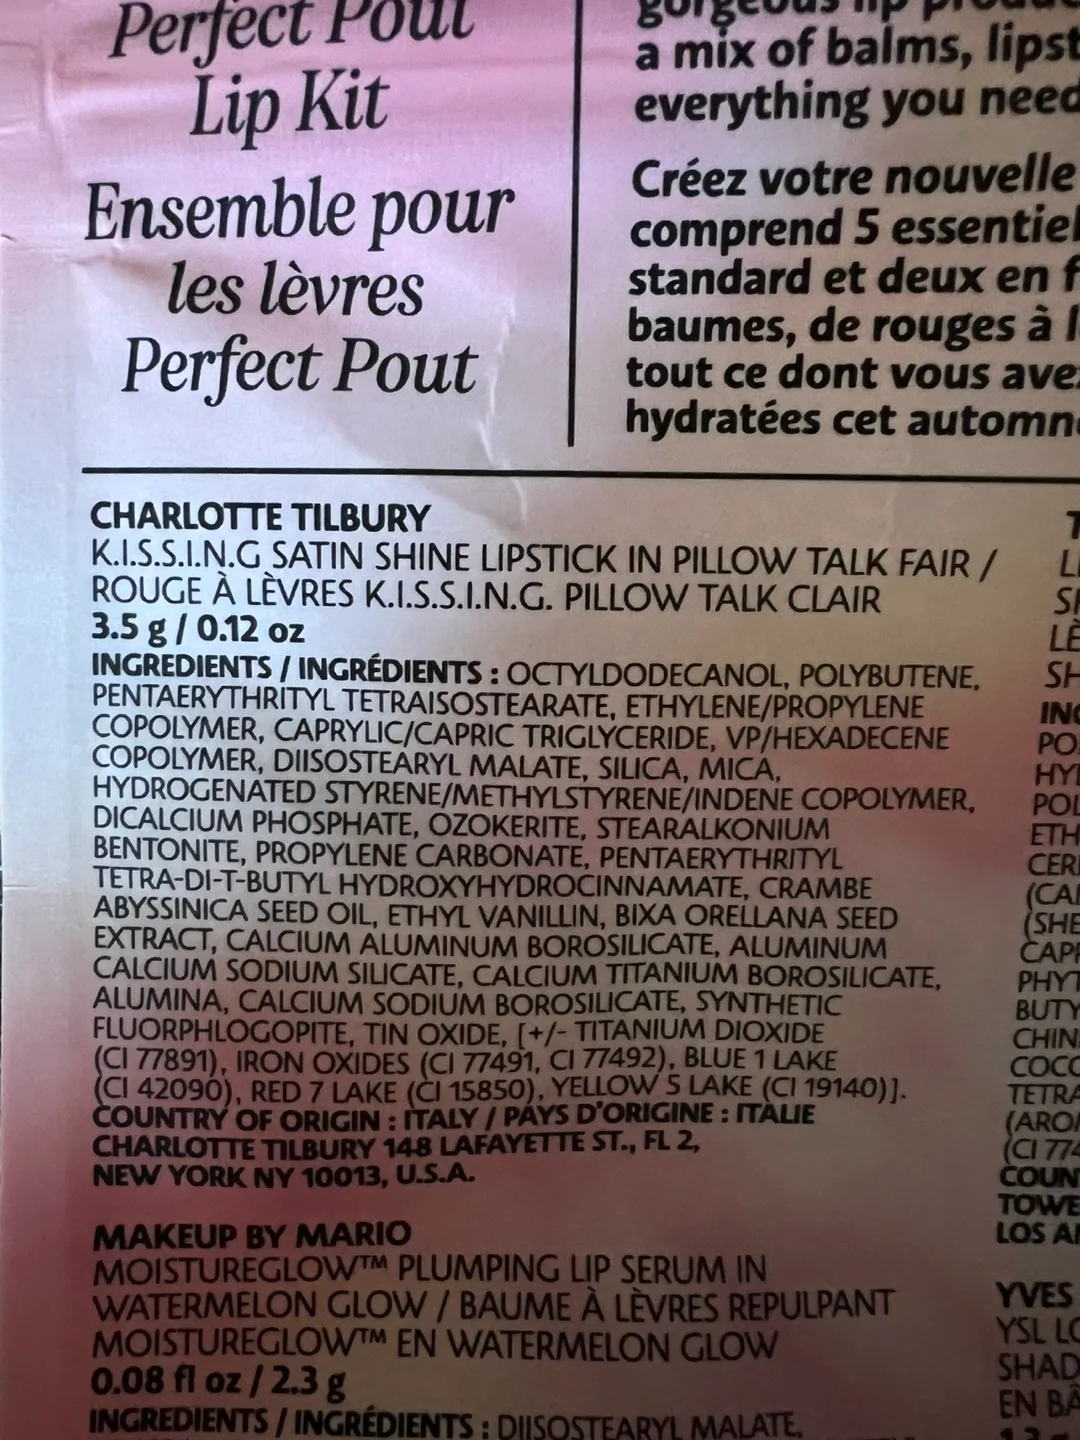 Perfect Pout
Lip Kit
Ensemble pour
les lèvres
Perfect Pout
gorgeous lip
a mix of balms,
everything you need
Créez votre nouvelle
comprend 5
standard et deux en
baumes, de rouges à
tout ce dont vous
hydratées cet
CHARLOTTE TILBURY
K.I.S.S.I.N.G SATIN SHINE LIPSTICK IN PILLOW TALK FAIR /
ROUGE À LÈVRES K.I.S.S.I.N.G. PILLOW TALK CLAIR
3.5 g / 0.12 oz
INGREDIENTS / INGRÉDIENTS : OCTYLDODECANOL, POLYBUTENE,
PENTAERYTHRITYL TETRAISOSTEARATE, ETHYLENE/PROPYLENE
COPOLYMER, CAPRYLIC/CAPRIC TRIGLYCERIDE, VP/HEXADECENE
COPOLYMER, DIISOSTEARYL MALATE, SILICA, MICA,
HYDROGENATED STYRENE/METHYLSTYRENE/INDENE COPOLYMER,
DICALCIUM PHOSPHATE, OZOKERITE, STEARALKONIUM
BENTONITE, PROPYLENE CARBONATE, PENTAERYTHRITYL
TETRA-DI-T-BUTYL HYDROXYHYDROCINNAMATE, CRAMBE
ABYSSINICA SEED OIL, ETHYL VANILLIN, BIXA ORELLANA SEED
EXTRACT, CALCIUM ALUMINUM BOROSILICATE, ALUMINUM
CALCIUM SODIUM SILICATE, CALCIUM TITANIUM BOROSILICATE,
ALUMINA, CALCIUM SODIUM BOROSILICATE, SYNTHETIC
FLUORPHLOGOPITE, TIN OXIDE, [+/- TITANIUM DIOXIDE
(CI 77891), IRON OXIDES (CI 77491, CI 77492), BLUE 1 LAKE
(CI 42090), RED 7 LAKE (CI 15850), YELLOW 5 LAKE (CI 19140)].
COUNTRY OF ORIGIN : ITALY / PAYS D'ORIGINE : ITALIE
CHARLOTTE TILBURY 148 LAFAYETTE ST., FL 2,
NEW YORK NY 10013, U.S.A.
MAKEUP BY MARIO
MOISTUREGLOW™ PLUMPING LIP SERUM IN
WATERMELON GLOW / BAUME À LÈVRES REPULPANT
MOISTUREGLOW™ EN WATERMELON GLOW
0.08 fl oz / 2.3 g
INGREDIENTS / INGRÉDIENTS : DIISOSTEARYL MALATE,
YVES
EN